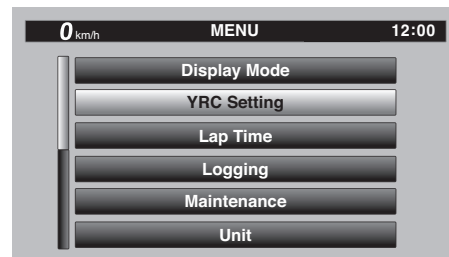 0 km/h MENU 12:00
Display Mode
YRC Setting
Lap Time
Logging
Maintenance
Unit